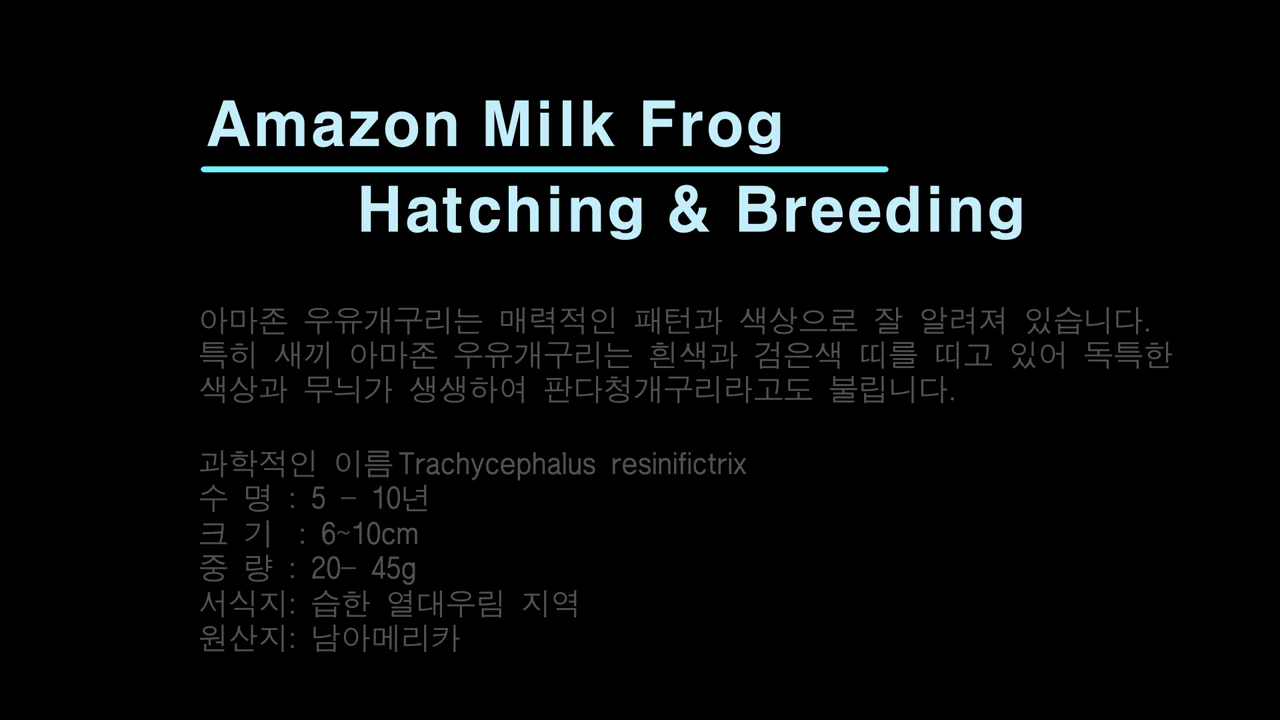 Amazon Milk Frog
Hatching & Breeding
아마존 우유개구리는 매력적인 패턴과 색상으로 잘 알려져 있습니다.
특히 새끼 아마존 우유개구리는 흰색과 검은색 띠를 띠고 있어 독특한
색상과 무늬가 생생하여 판다청개구리라고도 불립니다.
과학적인 이름 Trachycephalus resinifictrix
수 명 : 5 - 10년
크 기 : 6~10cm
중 량 : 20- 45g
서식지: 습한 열대우림 지역
원산지: 남아메리카